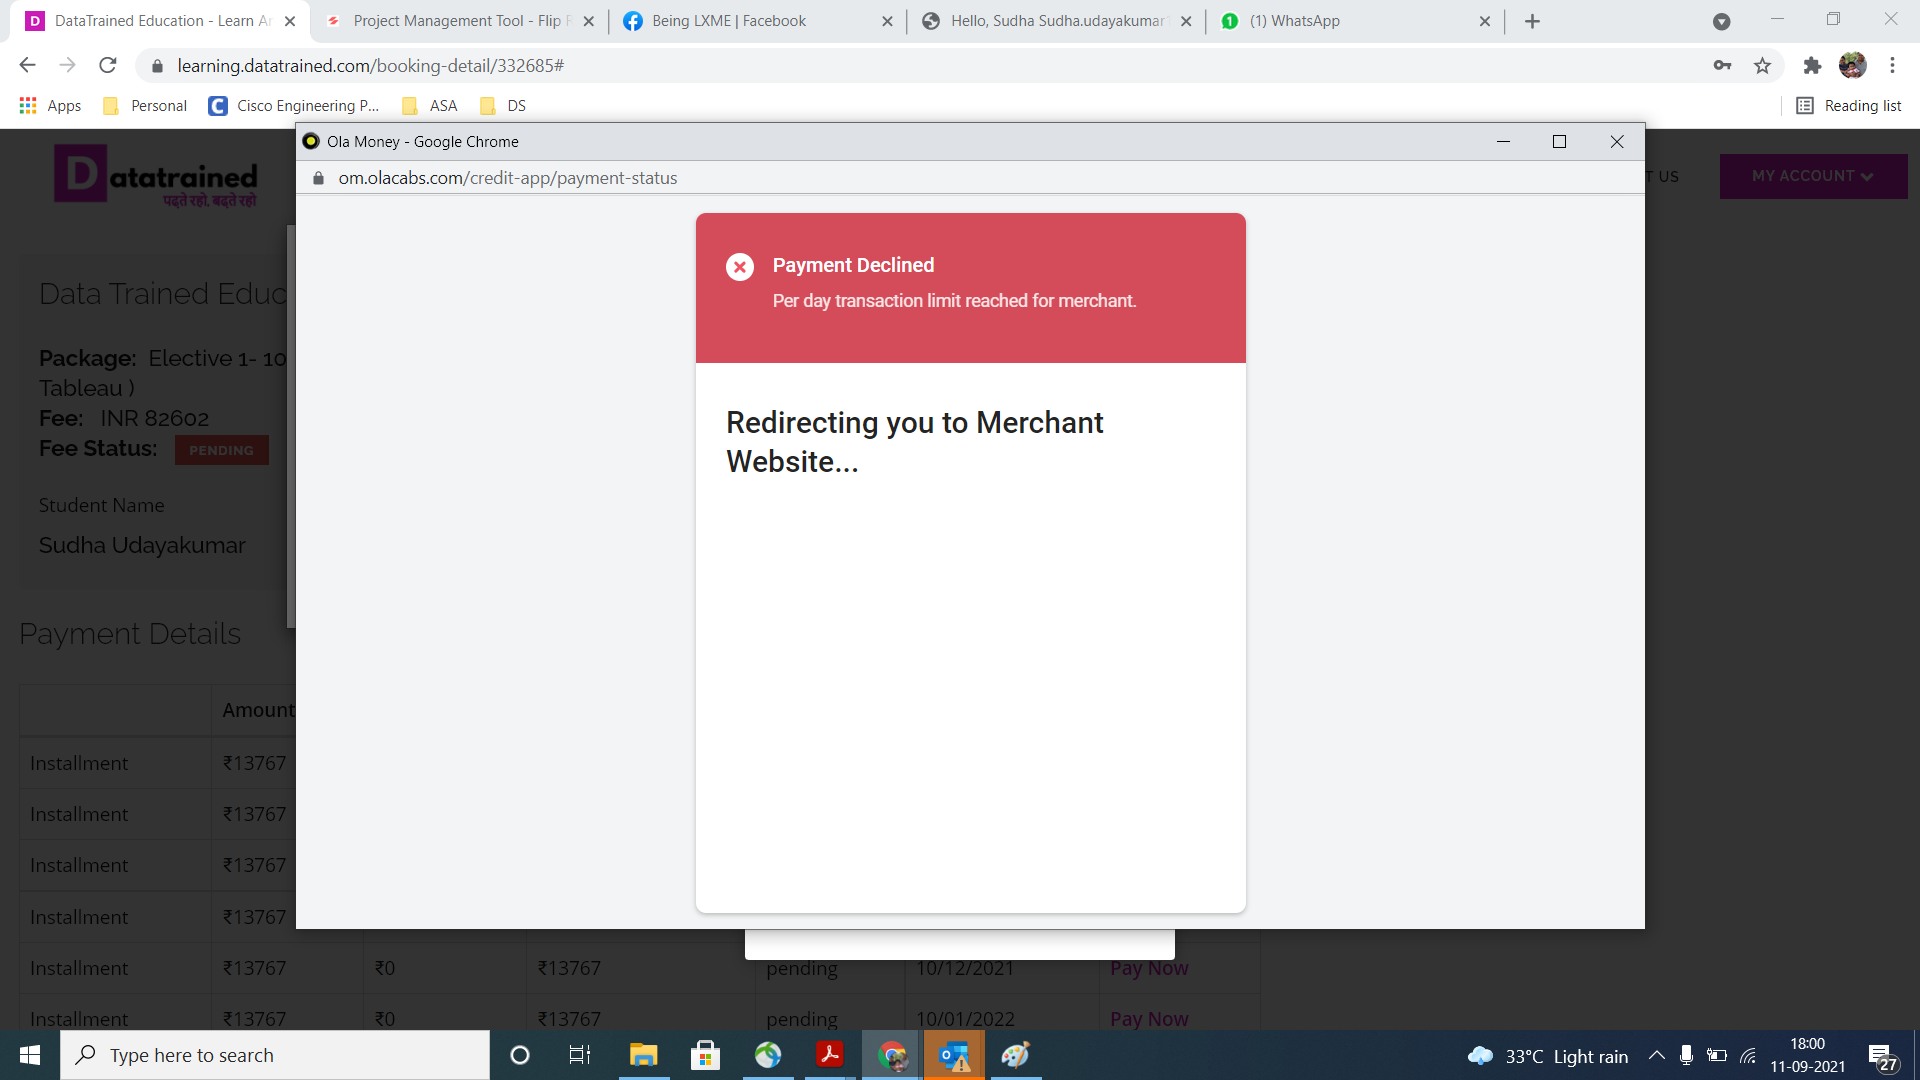 DataTrained Education - Learn An
Project Management Tool - Flip R
Being LXME | Facebook
Hello, Sudha Sudha.udayakumar
(1) WhatsApp
learning.datatrained.com/booking-detail/332685#
Apps
Personal
Cisco Engineering P...
ASA
DS
Reading list
Ola Money - Google Chrome
om.olacabs.com/credit-app/payment-status
Datatrained
पढ़ते रहो, बढ़ते रहो
T US
MY ACCOUNT
Payment Declined
Per day transaction limit reached for merchant.
Redirecting you to Merchant
Website...
Data Trained Educ
Package: Elective 1- 10
Tableau )
Fee: INR 82602
Fee Status: PENDING
Student Name
Sudha Udayakumar
Payment Details
Amount
Installment ₹13767
Installment ₹13767
Installment ₹13767
Installment ₹13767
Installment ₹13767 ₹0 ₹13767 pending 10/12/2021 Pay Now
Installment ₹13767 ₹0 ₹13767 pending 10/01/2022 Pay Now
Type here to search
33°C Light rain
18:00
11-09-2021
27